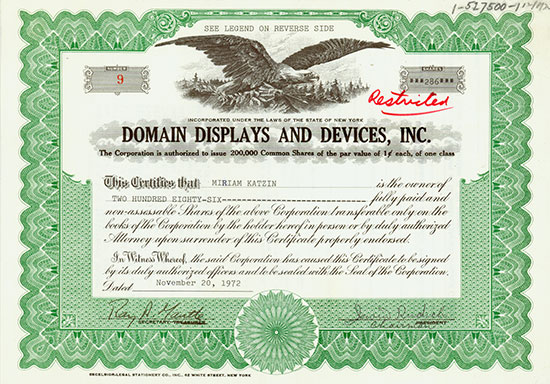 1-527500-1
SEE LEGEND ON REVERSE SIDE
NUMBER
9
SHARES
***286***
Restricted
INCORPORATED UNDER THE LAWS OF THE STATE OF NEW YORK
DOMAIN DISPLAYS AND DEVICES, INC.
The Corporation is authorized to issue 200,000 Common Shares of the par value of 1¢ each, of one class
This Certifies that MIRIAM KATZIN is the owner of
TWO HUNDRED EIGHTY-SIX fully paid and
non-assessable Shares of the above Corporation transferable only on the
books of the Corporation by the holder hereof in person or by duly authorized
Attorney upon surrender of this Certificate properly endorsed.
In Witness Whereof, the said Corporation has caused this Certificate to be signed
by its duly authorized officers and to be sealed with the Seal of the Corporation.
Dated November 20, 1972
SECRETARY-TREASURER
PRESIDENT
Chairman
EXCELSIOR-LEGAL STATIONERY CO., INC., 62 WHITE STREET, NEW YORK